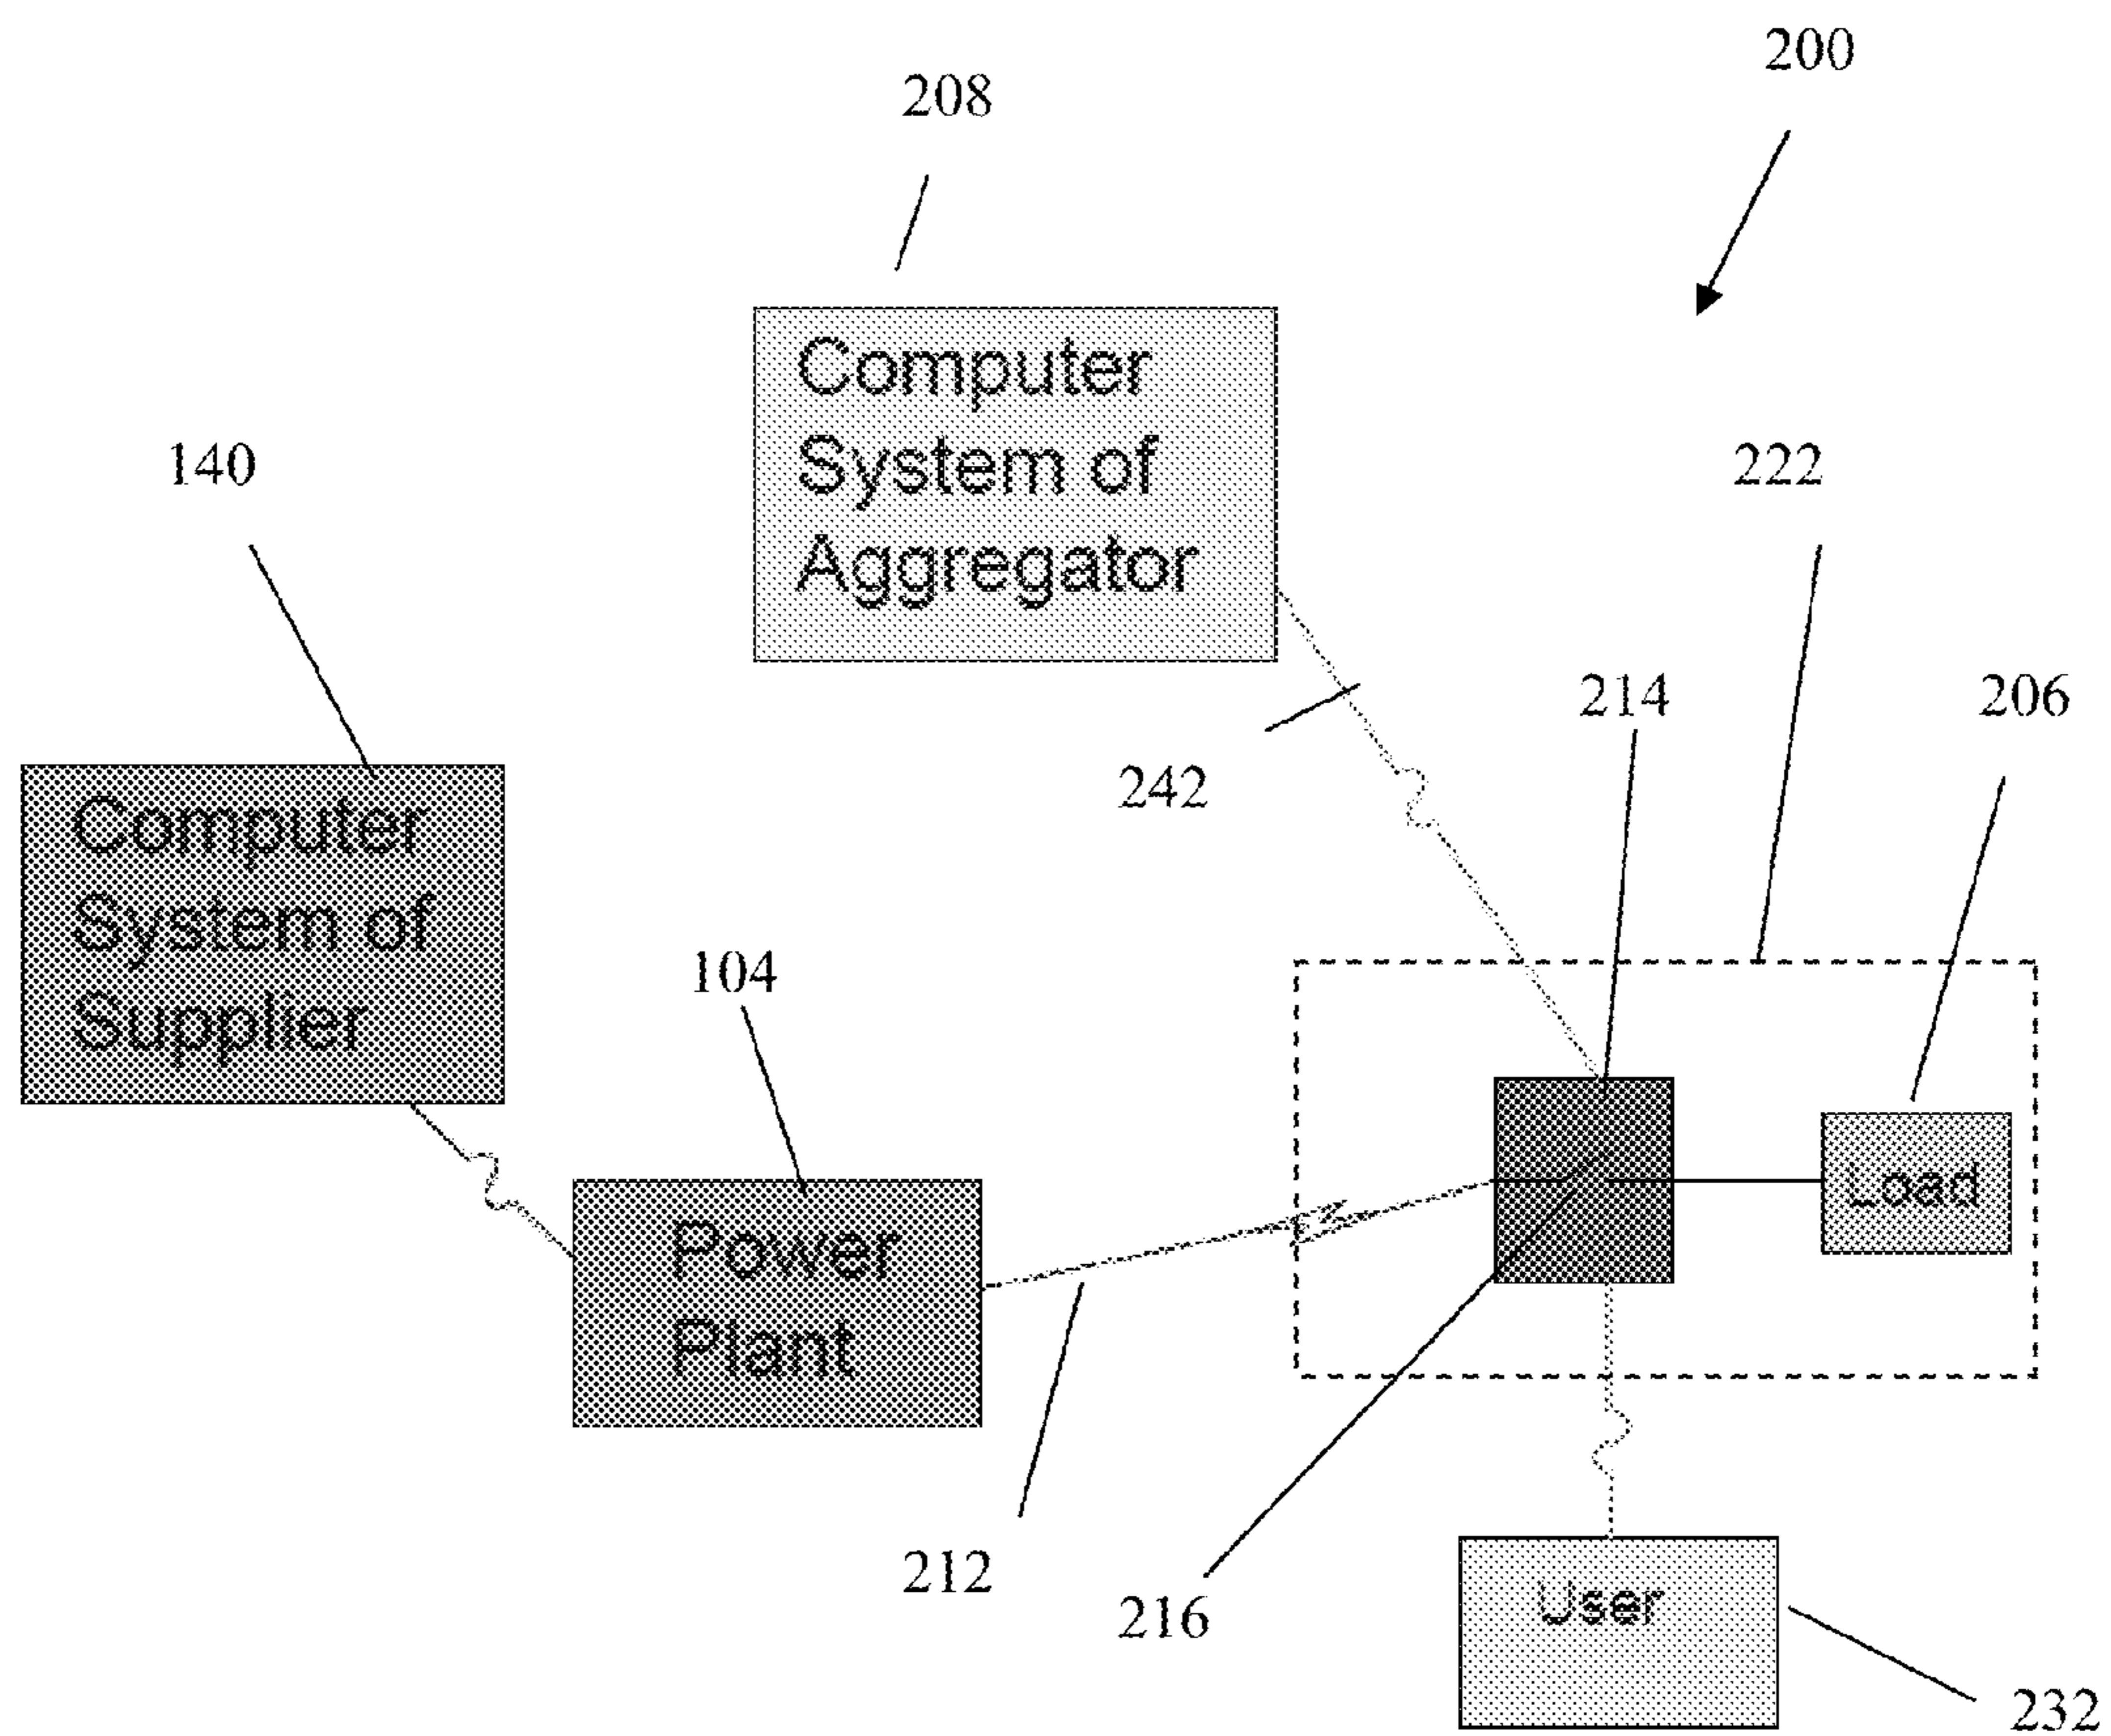 200
208
Computer
System of
Aggregator
140
222
214
206
242
Computer
System of
Supplier
104
Load
Power
Plant
212
216
User
232